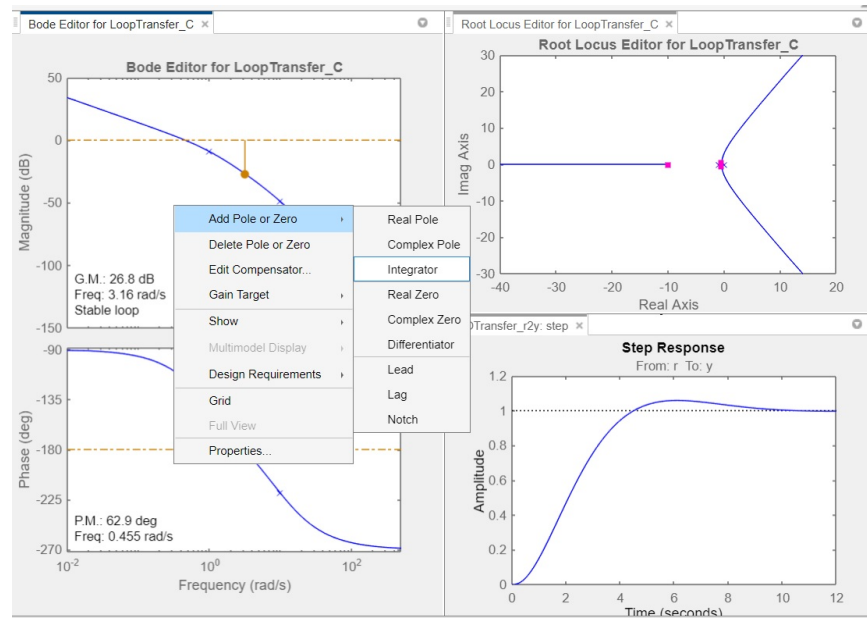 Bode Editor for LoopTransfer_C ×
Bode Editor for LoopTransfer_C
50
0
-50
-100
-150
Magnitude (dB)
G.M.: 26.8 dB
Freq: 3.16 rad/s
Stable loop
-90
-135
-180
-225
-270
Phase (deg)
P.M.: 62.9 deg
Freq: 0.455 rad/s
10^-2 10^0 10^2
Frequency (rad/s)
Add Pole or Zero
Delete Pole or Zero
Edit Compensator...
Gain Target
Show
Multimodel Display
Design Requirements
Grid
Full View
Properties...
Real Pole
Complex Pole
Integrator
Real Zero
Complex Zero
Differentiator
Lead
Lag
Notch
Root Locus Editor for LoopTransfer_C ×
Root Locus Editor for LoopTransfer_C
30
20
10
0
-10
-20
-30
Imag Axis
-40 -30 -20 -10 0 10 20
Real Axis
Transfer_r2y: step ×
Step Response
From: r To: y
1.2
1
0.8
0.6
0.4
0.2
0
Amplitude
0 2 4 6 8 10 12
Time (seconds)